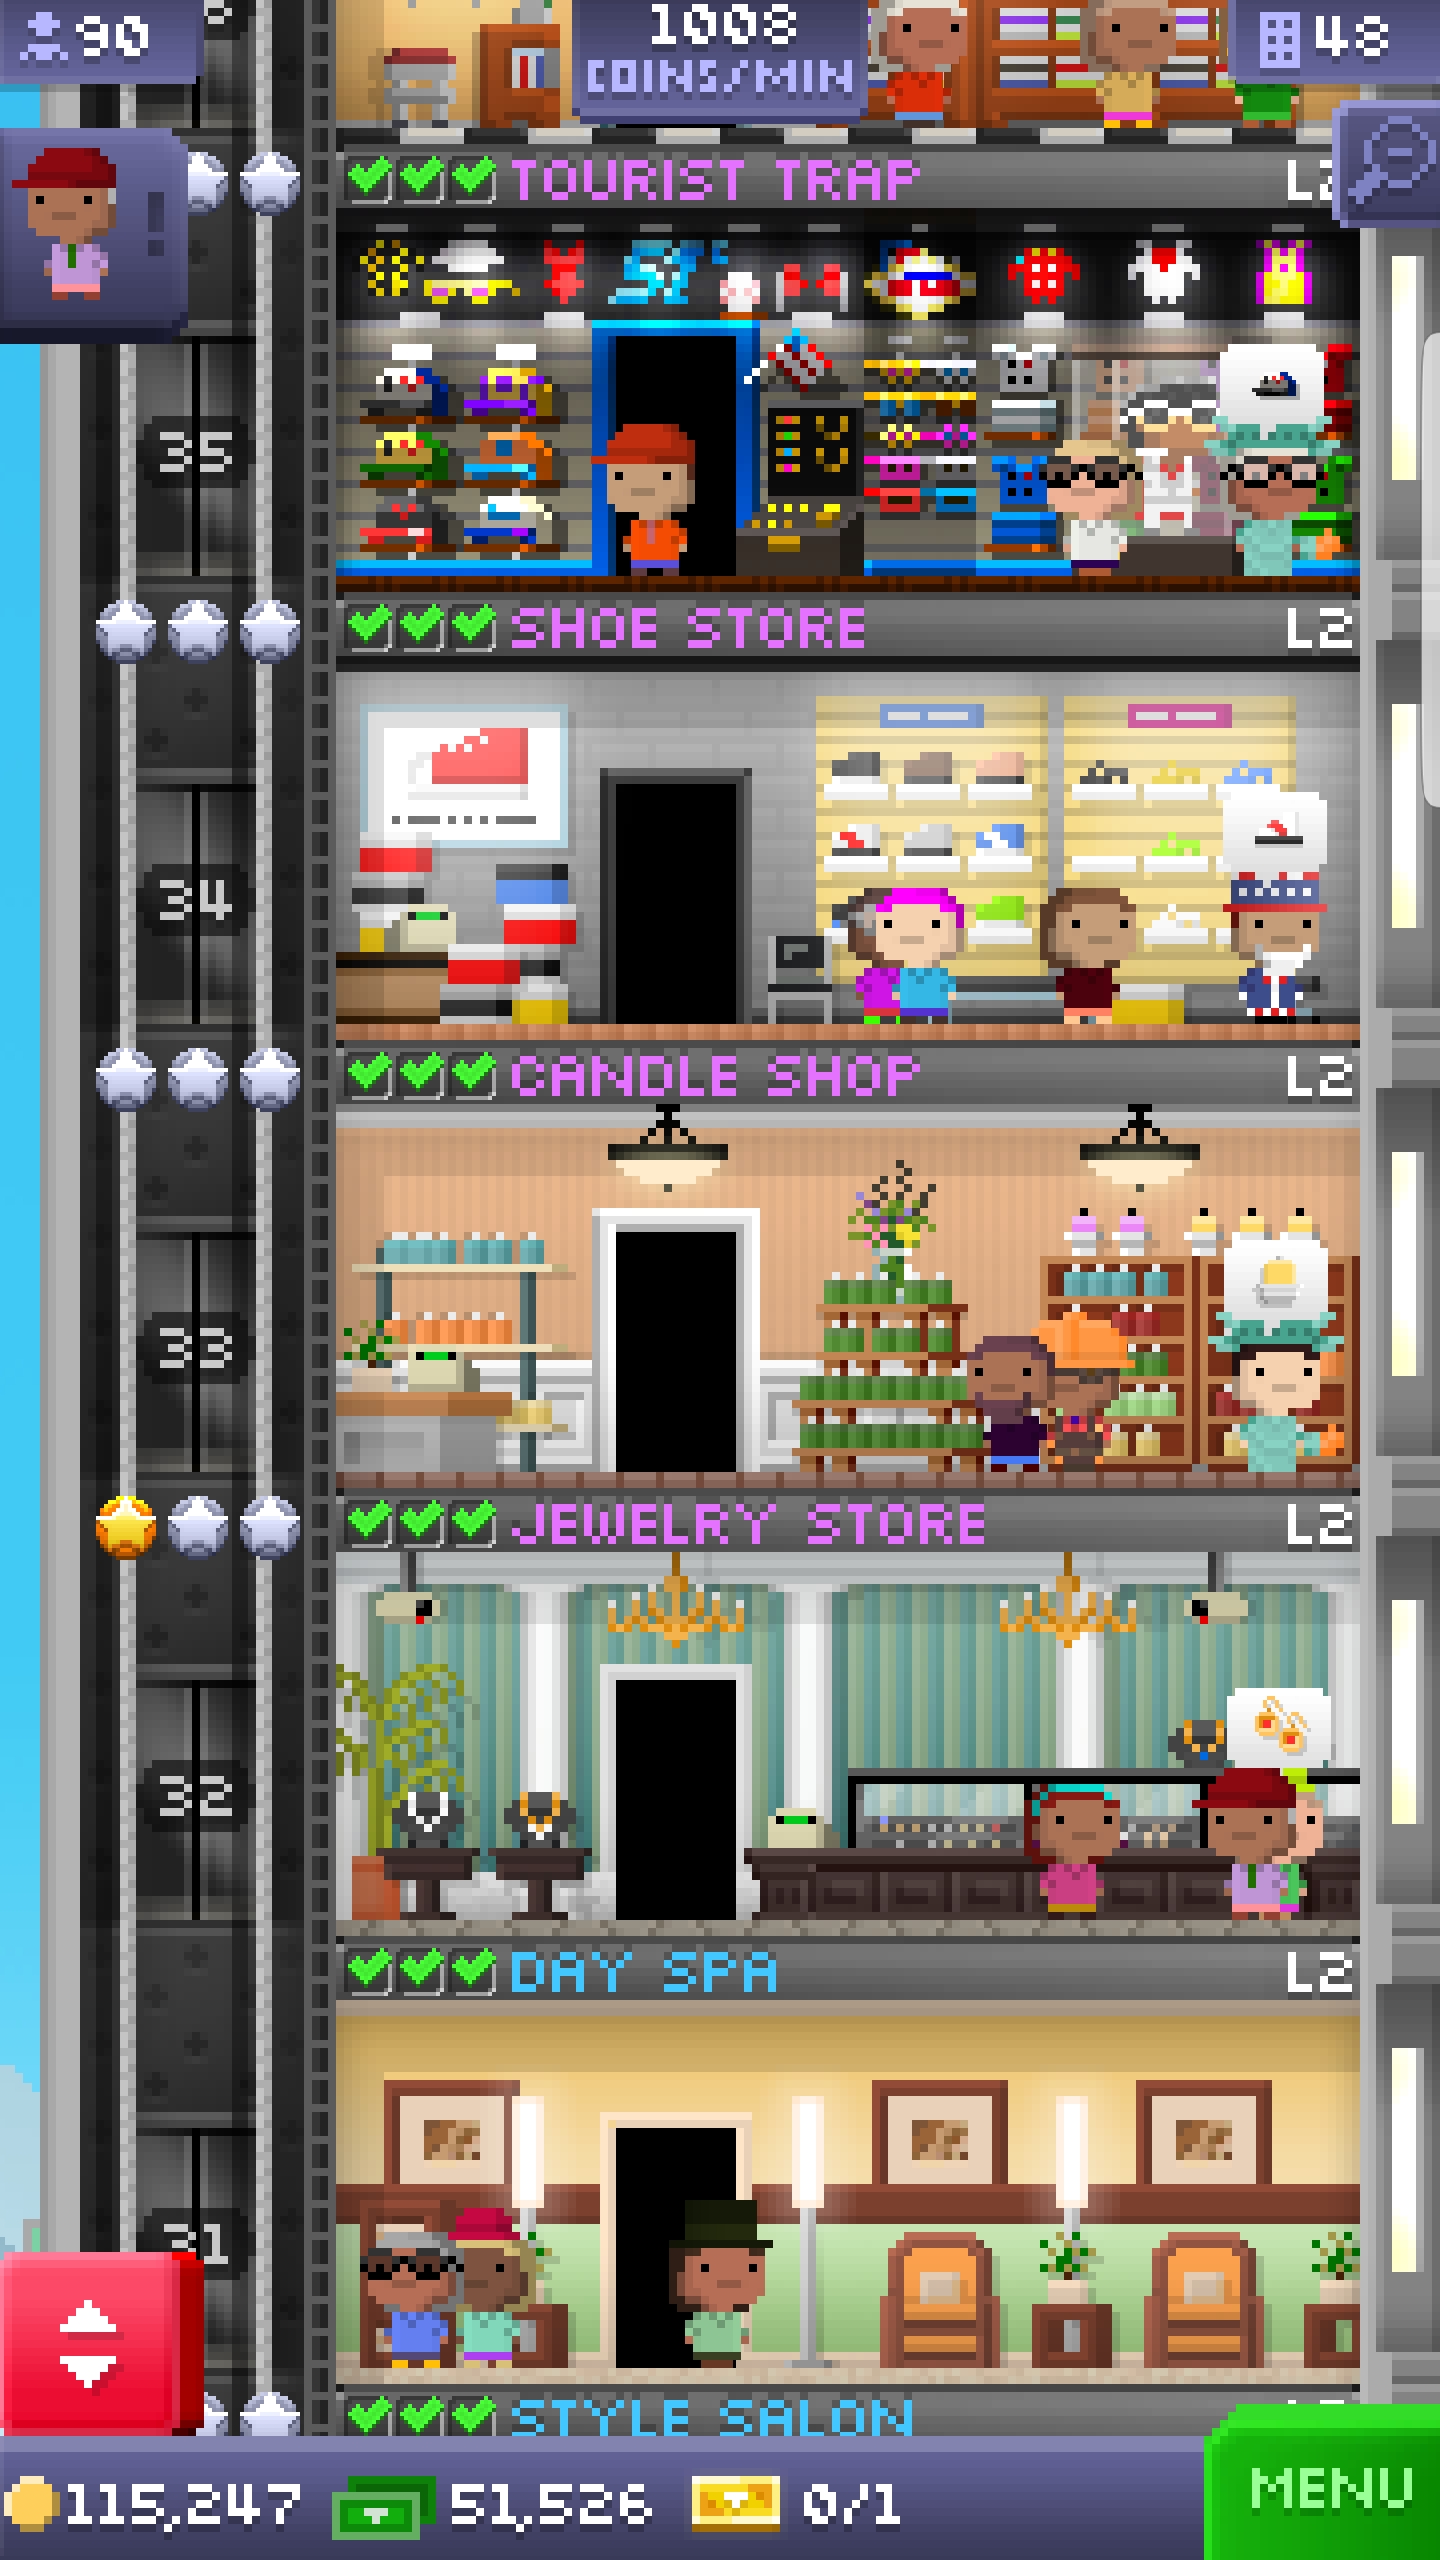 90
1008
COINS/MIN
48
TOURIST TRAP
35
SHOE STORE L2
34
CANDLE SHOP L2
33
JEWELRY STORE L2
32
DAY SPA L2
31
STYLE SALON
115,247 51,526 0/1 MENU